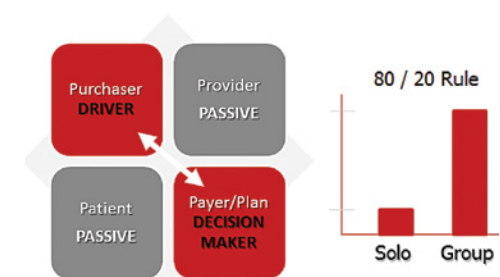 Purchaser
DRIVER
Provider
PASSIVE
Patient
PASSIVE
Payer/Plan
DECISION
MAKER
80 / 20 Rule
Solo
Group